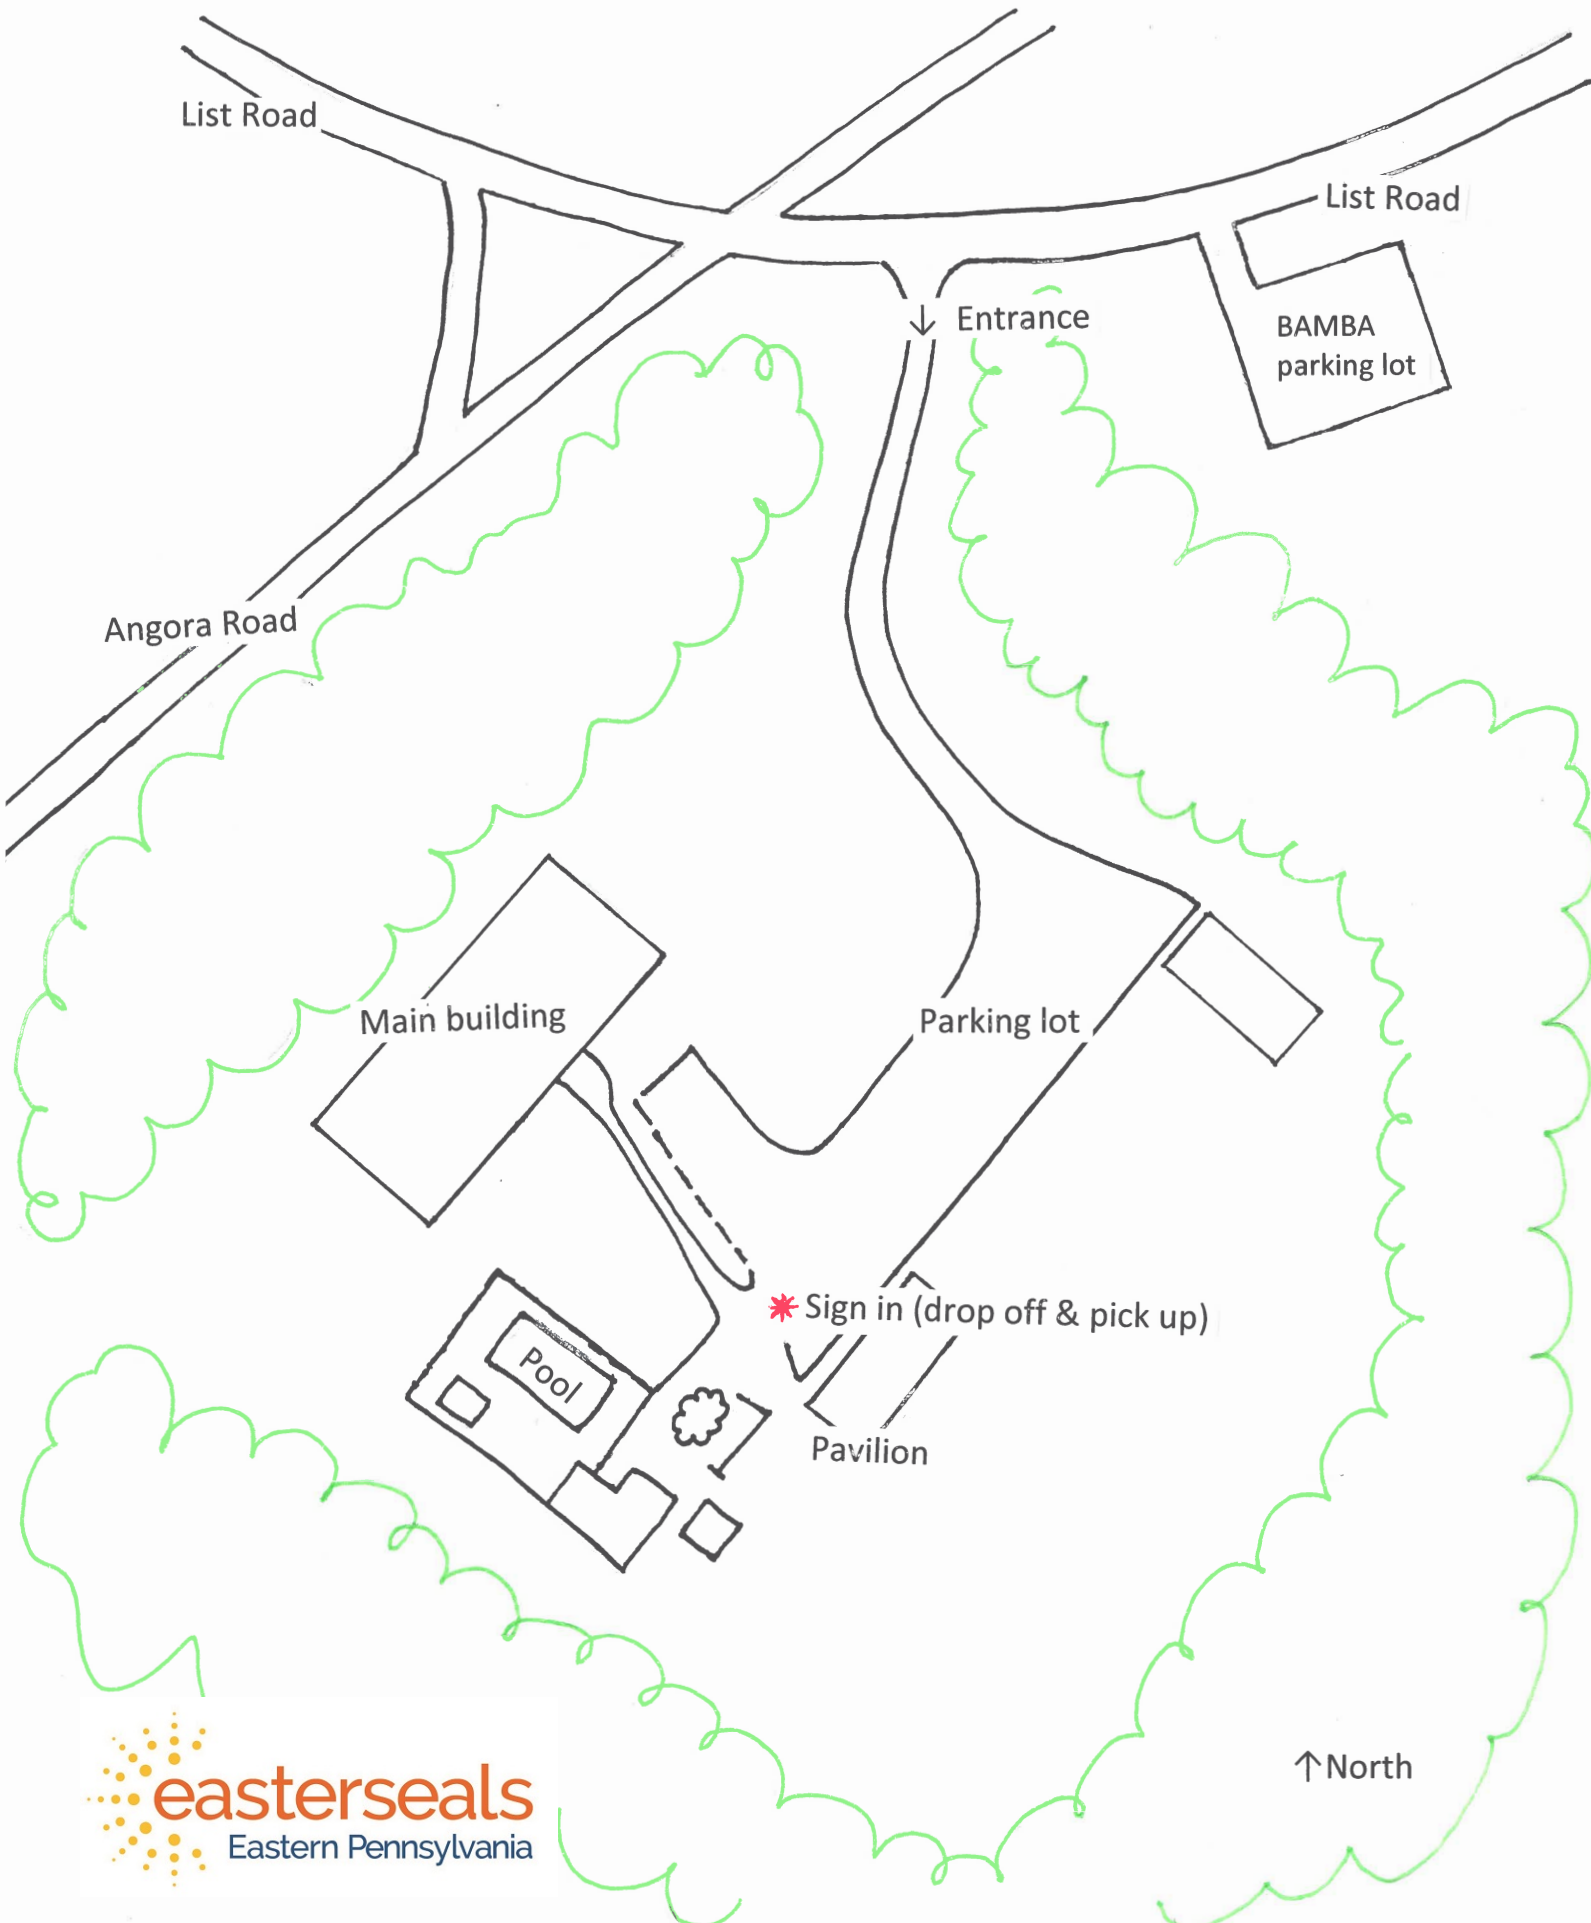 List Road
List Road
↓ Entrance
BAMBA
parking lot
Angora Road
Main building
Parking lot
Sign in (drop off & pick up)
Pool
Pavilion
↑North
easterseals
Eastern Pennsylvania